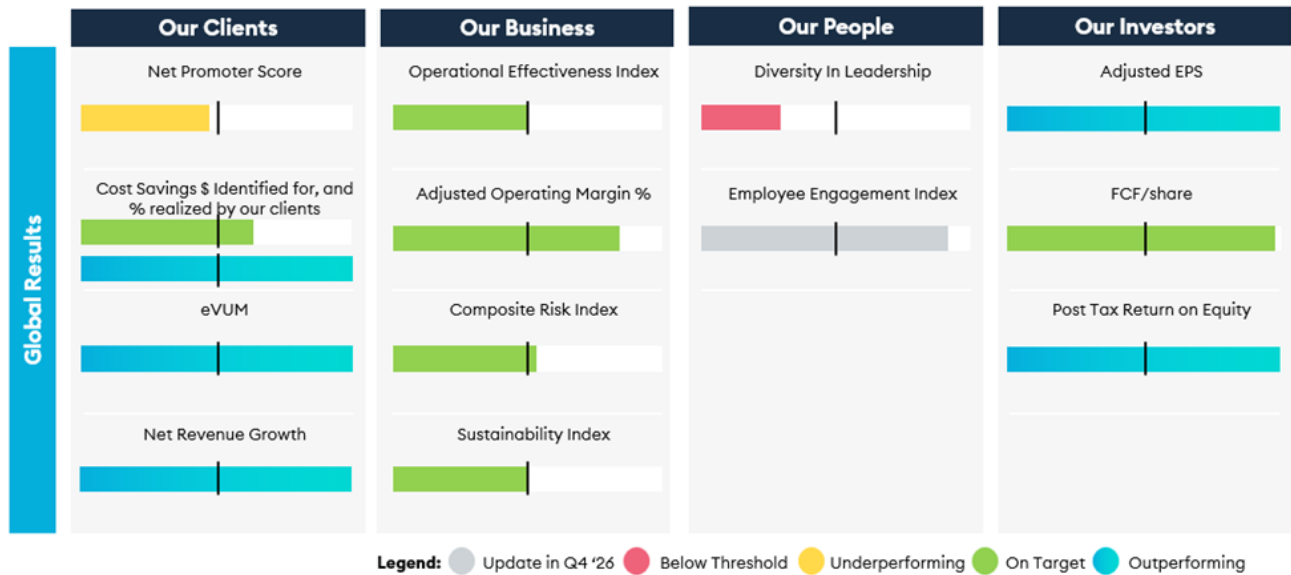 Our Clients
Our Business
Our People
Our Investors
Global Results
Net Promoter Score
Operational Effectiveness Index
Diversity In Leadership
Adjusted EPS
Cost Savings $ Identified for, and
% realized by our clients
Adjusted Operating Margin %
Employee Engagement Index
FCF/share
eVUM
Composite Risk Index
Post Tax Return on Equity
Net Revenue Growth
Sustainability Index
Legend: Update in Q4 ‘26 Below Threshold Underperforming On Target Outperforming